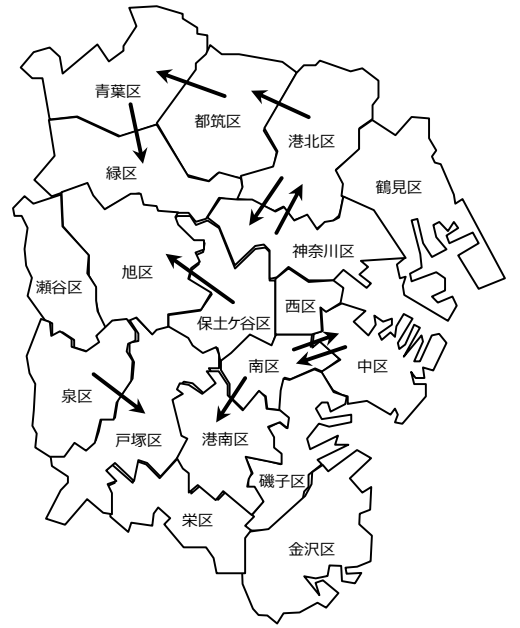 青葉区
都筑区
港北区
緑区
鶴見区
神奈川区
旭区
瀬谷区
西区
保土ケ谷区
南区
中区
泉区
戸塚区
港南区
磯子区
栄区
金沢区